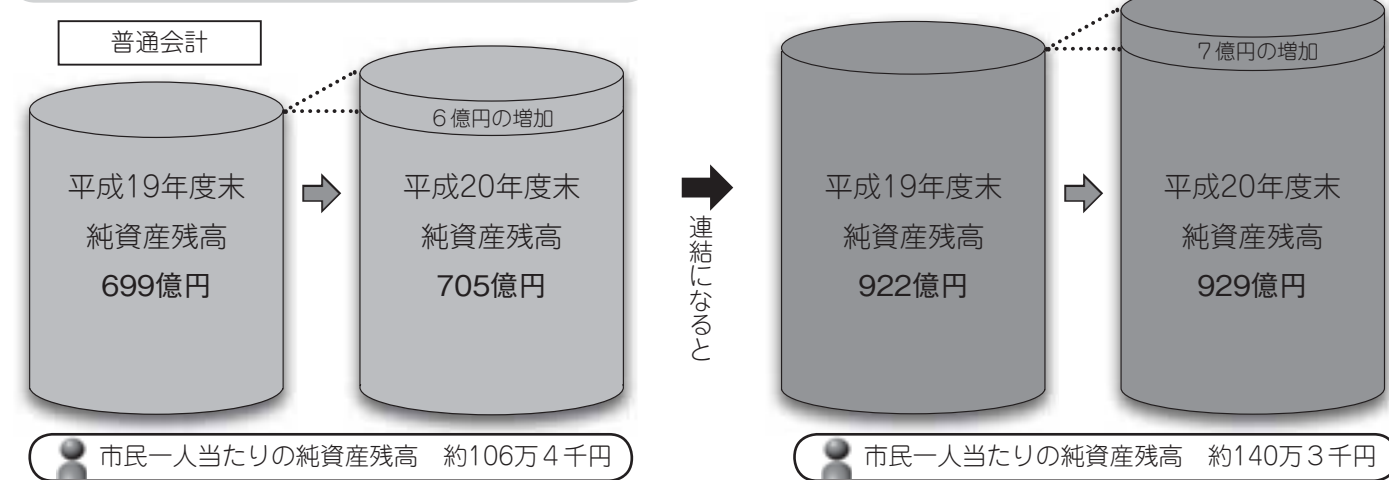 普通会計
6億円の増加
平成19年度末
純資産残高
699億円
平成20年度末
純資産残高
705億円
市民一人当たりの純資産残高　約106万4千円
連結になると
7億円の増加
平成19年度末
純資産残高
922億円
平成20年度末
純資産残高
929億円
市民一人当たりの純資産残高　約140万3千円